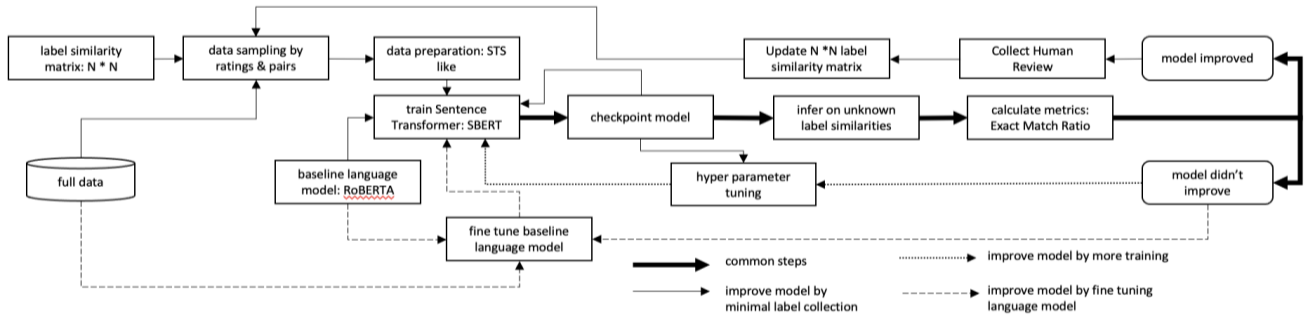 label similarity
matrix: N * N
data sampling by
ratings & pairs
data preparation: STS
like
Update N *N label
similarity matrix
Collect Human
Review
model improved
train Sentence
Transformer: SBERT
checkpoint model
infer on unknown
label similarities
calculate metrics:
Exact Match Ratio
full data
baseline language
model: RoBERTA
hyper parameter
tuning
model didn't
improve
fine tune baseline
language model
common steps
improve model by more training
improve model by
minimal label collection
improve model by fine tuning
language model